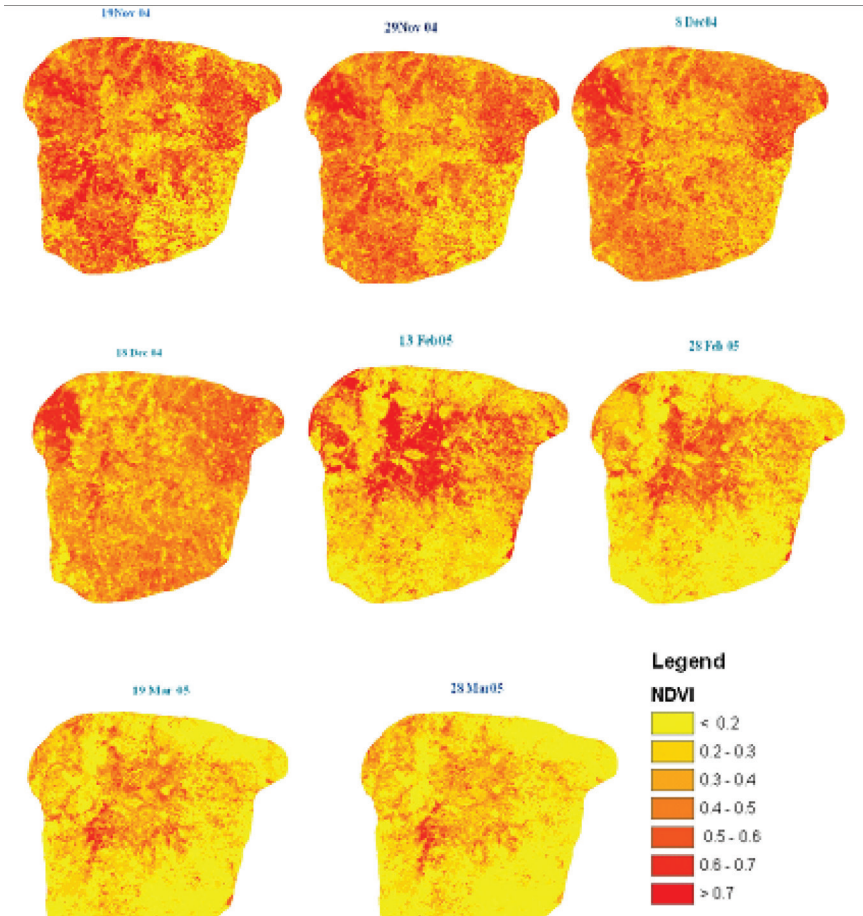 19Nov 04
29Nov 04
8 Dec04
18 Dec 04
13 Feb05
28 Feb 05
19 Mar 05
28 Mar05
Legend
NDVI
< 0.2
0.2 - 0.3
0.3 - 0.4
0.4 - 0.5
0.5 - 0.6
0.6 - 0.7
> 0.7